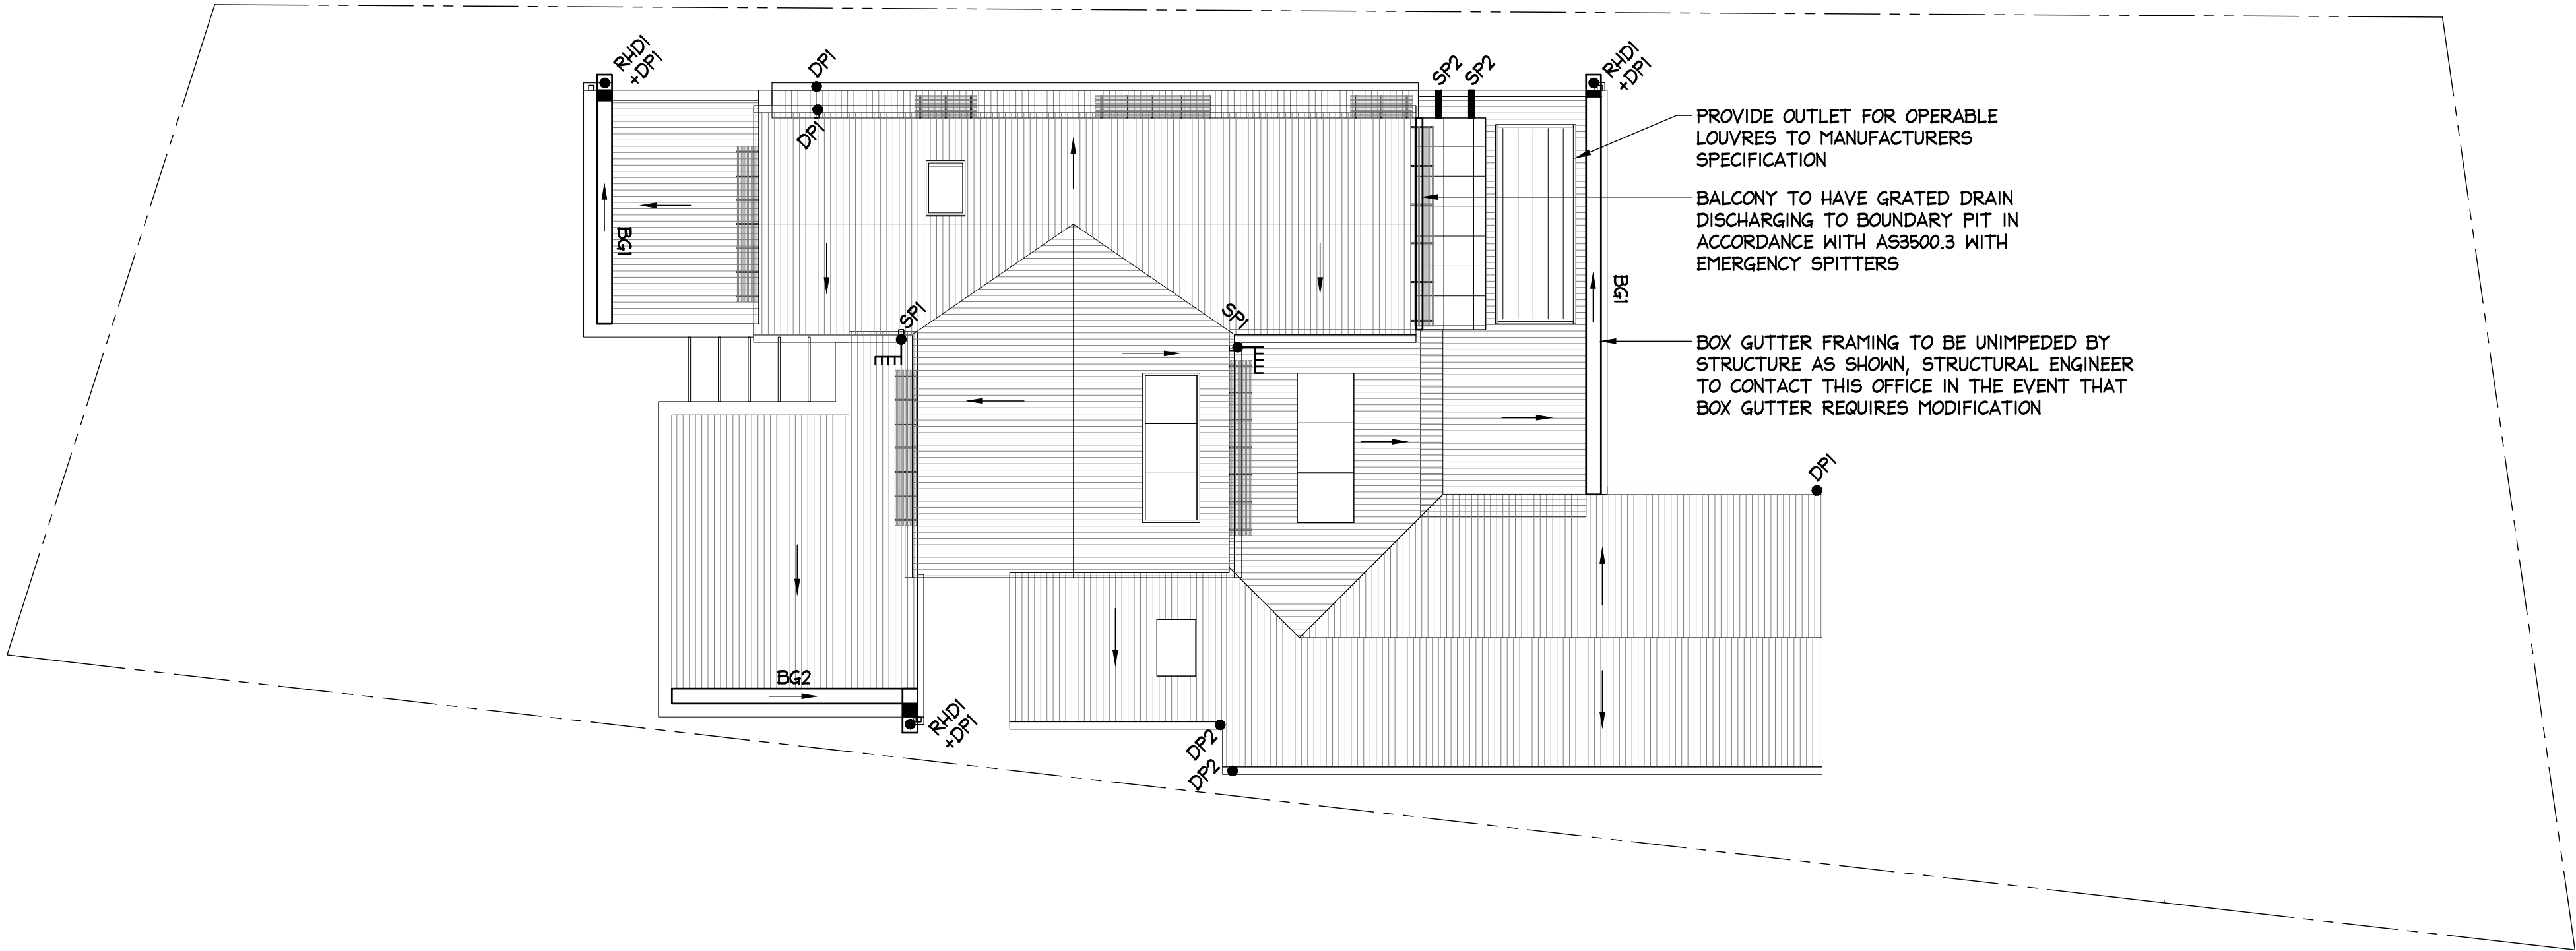 RHD1
+DP1
DP1
DP1
SP2
SP2
RHD1
+DP1
PROVIDE OUTLET FOR OPERABLE
LOUVRES TO MANUFACTURERS
SPECIFICATION
BALCONY TO HAVE GRATED DRAIN
DISCHARGING TO BOUNDARY PIT IN
ACCORDANCE WITH AS3500.3 WITH
EMERGENCY SPITTERS
BG1
BG1
SP1
SP1
BOX GUTTER FRAMING TO BE UNIMPEDED BY
STRUCTURE AS SHOWN, STRUCTURAL ENGINEER
TO CONTACT THIS OFFICE IN THE EVENT THAT
BOX GUTTER REQUIRES MODIFICATION
DP1
BG2
RHD1
+DP1
DP2
DP2